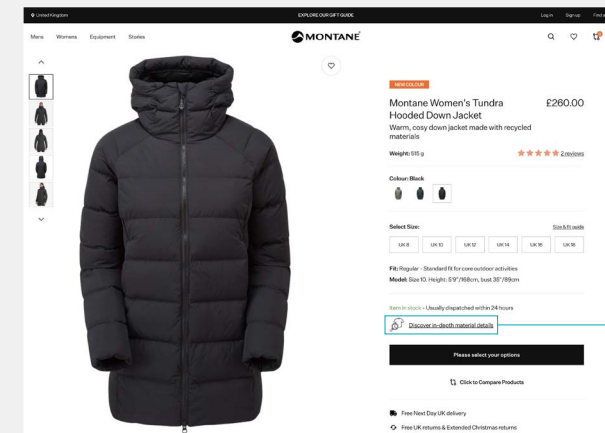 United Kingdom
EXPLORE OUR GIFT GUIDE
Log in Sign up Find a
Mens Womens Equipment Stories
MONTANE
NEW COLOUR
Montane Women's Tundra £260.00
Hooded Down Jacket
Warm, cosy down jacket made with recycled
materials
Weight: 515 g
2 reviews
Colour: Black
Select Size:
Size & fit guide
UK 8 UK 10 UK 12 UK 14 UK 16 UK 18
Fit: Regular - Standard fit for core outdoor activities
Model: Size 10. Height: 5'9"/168cm, bust 35"/89cm
Item in stock - Usually dispatched within 24 hours
Discover in-depth material details
Please select your options
Click to Compare Products
Free Next Day UK delivery
Free UK returns & Extended Christmas returns